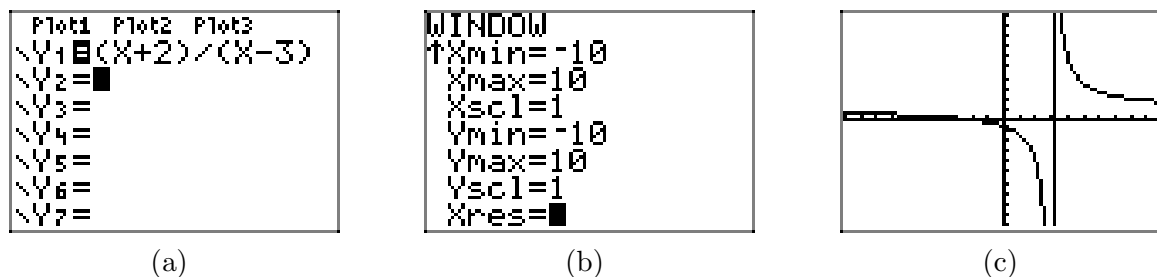 Plot1 Plot2 Plot3
\Y1=(X+2)/(X-3)
\Y2=
\Y3=
\Y4=
\Y5=
\Y6=
\Y7=
WINDOW
↑Xmin=-10
Xmax=10
Xscl=1
Ymin=-10
Ymax=10
Yscl=1
Xres=
(a)
(b)
(c)